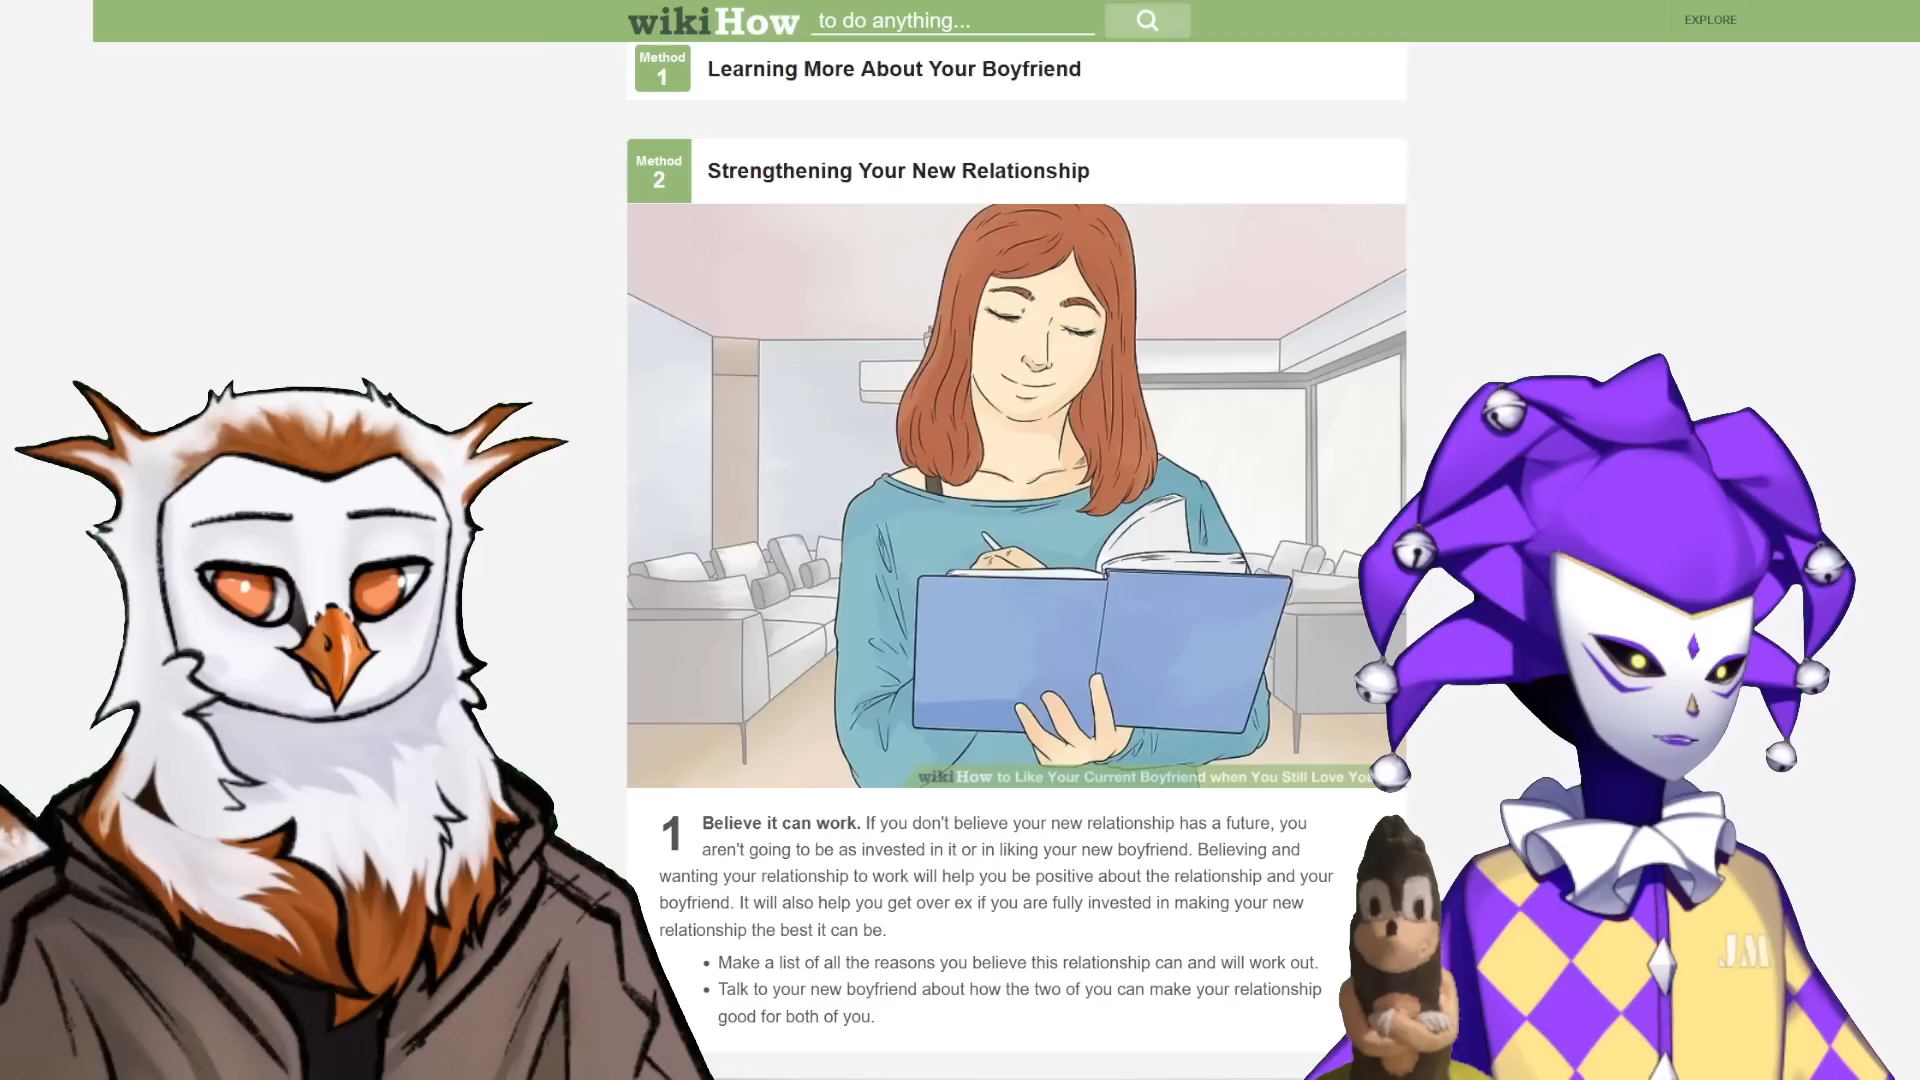 wikiHow to do anything...
EXPLORE
Method
1
Learning More About Your Boyfriend
Method
2
Strengthening Your New Relationship
wikiHow to Like Your Current Boyfriend when You Still Love You
1
Believe it can work. If you don't believe your new relationship has a future, you
aren't going to be as invested in it or in liking your new boyfriend. Believing and
wanting your relationship to work will help you be positive about the relationship and your
boyfriend. It will also help you get over ex if you are fully invested in making your new
relationship the best it can be.
• Make a list of all the reasons you believe this relationship can and will work out.
• Talk to your new boyfriend about how the two of you can make your relationship
good for both of you.
JM